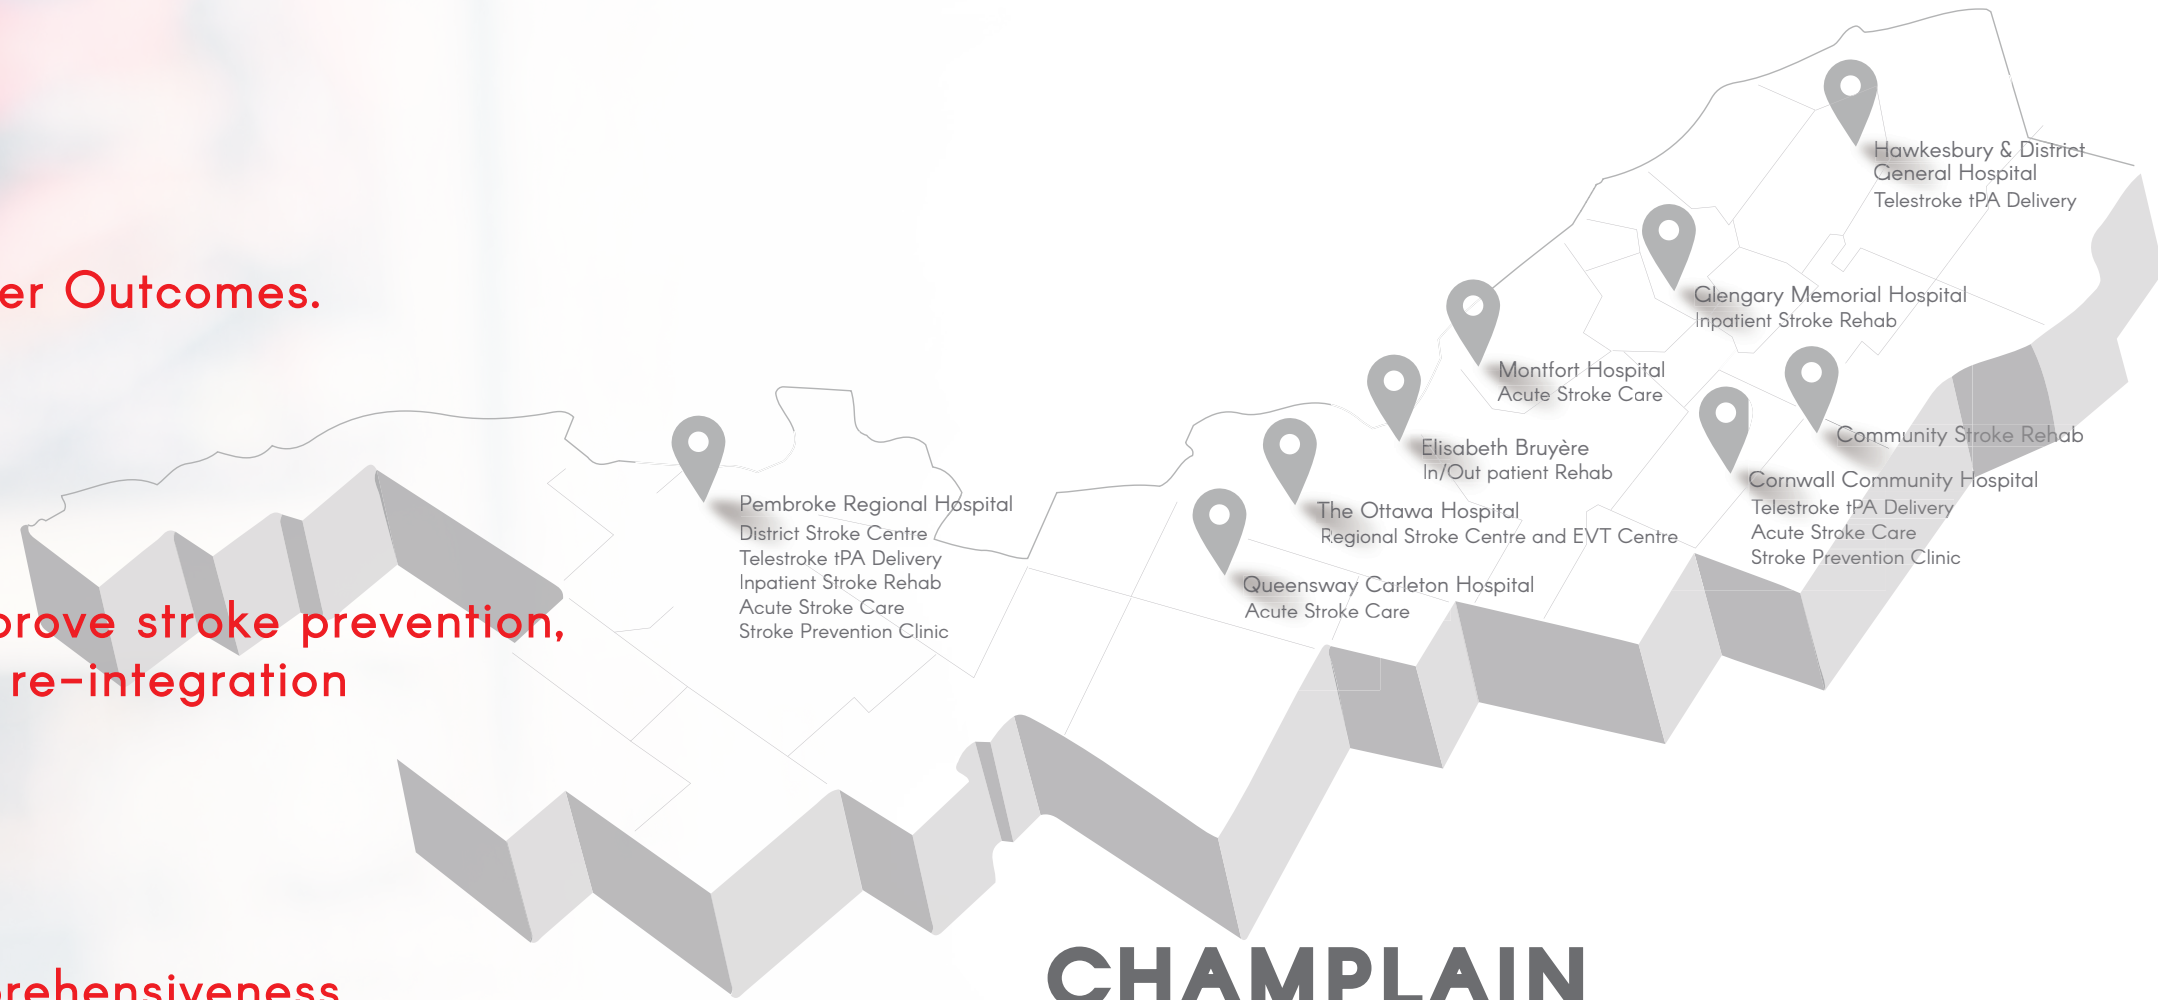 Outcomes.
stroke prevention,
re-integration
Hawkesbury & District
General Hospital
Telestroke tPA Delivery
Glengary Memorial Hospital
Inpatient Stroke Rehab
Montfort Hospital
Acute Stroke Care
Community Stroke Rehab
Elisabeth Bruyère
In/Out patient Rehab
Cornwall Community Hospital
Telestroke tPA Delivery
Acute Stroke Care
Stroke Prevention Clinic
Pembroke Regional Hospital
District Stroke Centre
Telestroke tPA Delivery
Inpatient Stroke Rehab
Acute Stroke Care
Stroke Prevention Clinic
The Ottawa Hospital
Regional Stroke Centre and EVT Centre
Queensway Carleton Hospital
Acute Stroke Care
CHAMPLAIN